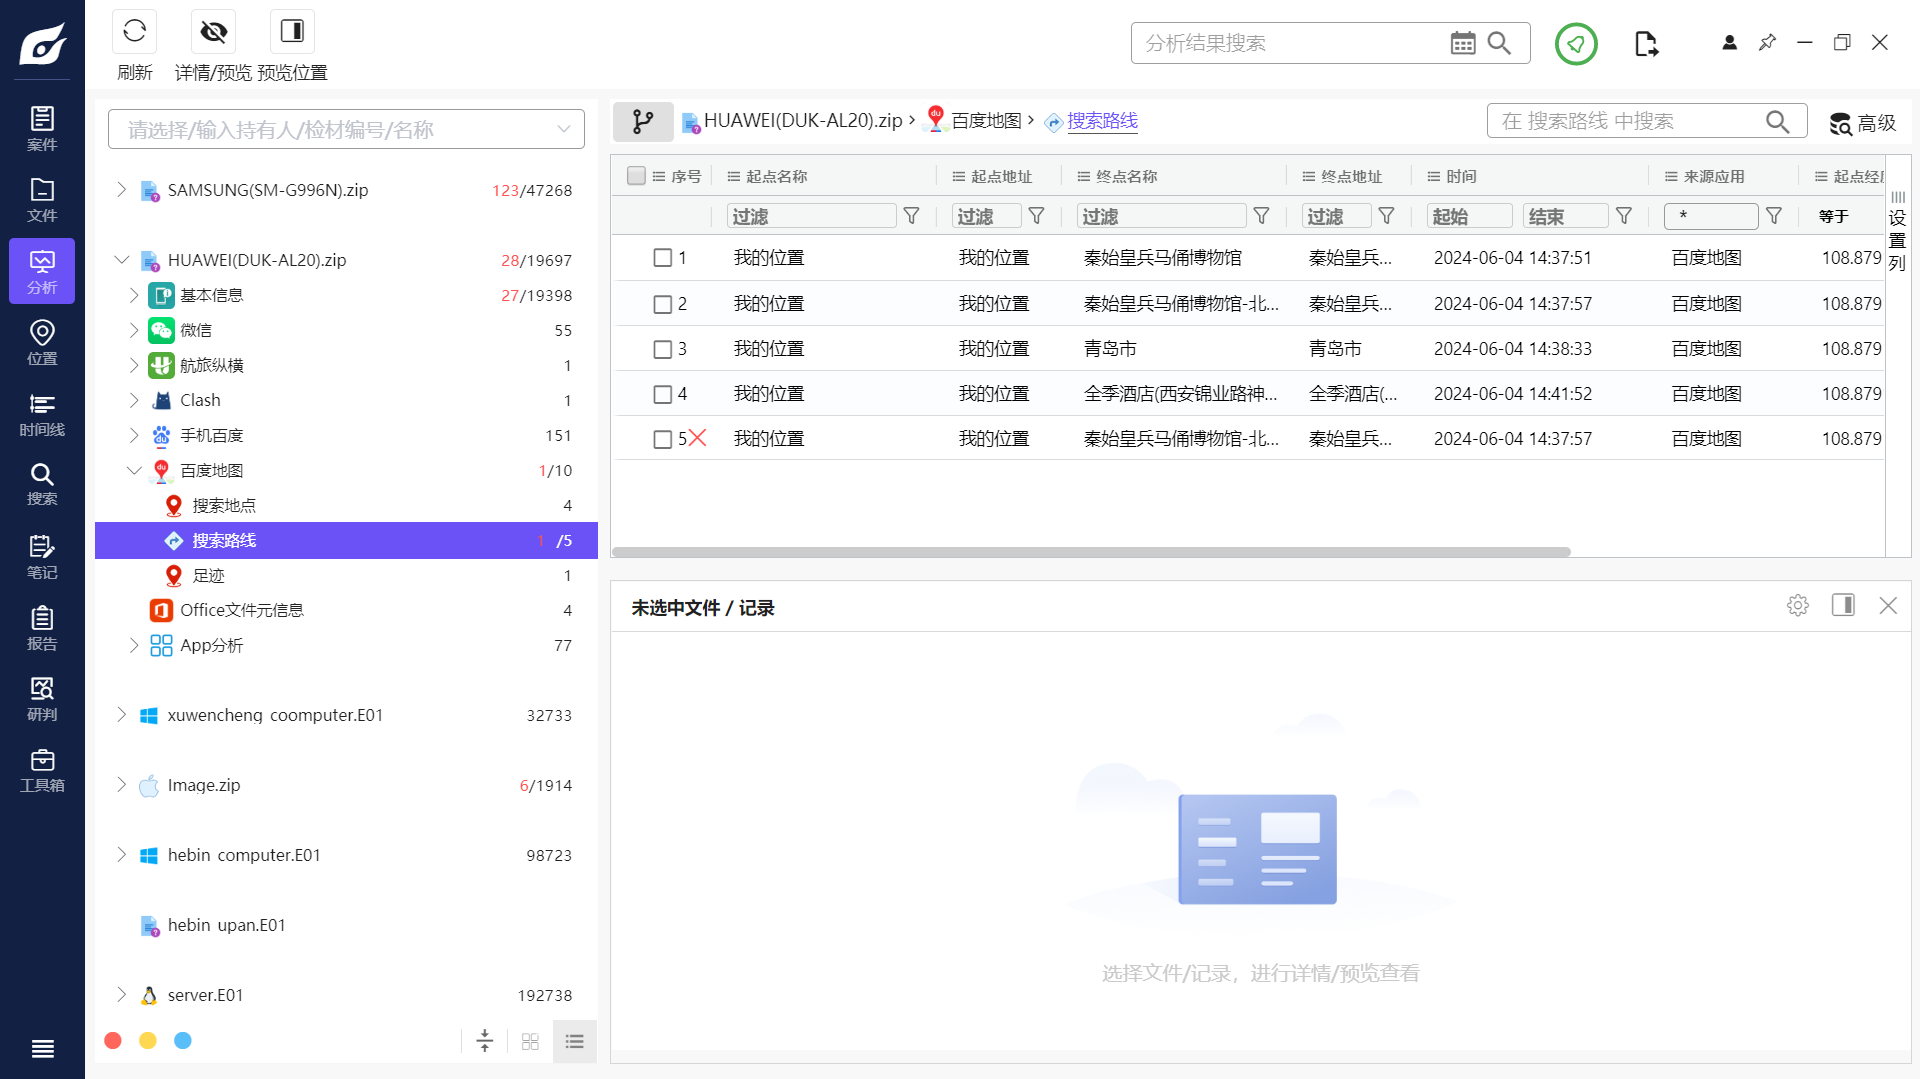 刷新
详情/预览
预览位置
分析结果搜索
案件
文件
分析
位置
时间线
搜索
笔记
报告
研判
工具箱
请选择/输入持有人/检材编号/名称
SAMSUNG(SM-G996N).zip 123/47268
HUAWEI(DUK-AL20).zip 28/19697
基本信息 27/19398
微信 55
航旅纵横 1
Clash 1
手机百度 151
百度地图 1/10
搜索地点 4
搜索路线 1 /5
足迹 1
Office文件元信息 4
App分析 77
xuwencheng_coomputer.E01 32733
Image.zip 6/1914
hebin_computer.E01 98723
hebin_upan.E01
server.E01 192738
HUAWEI(DUK-AL20).zip › 百度地图 › 搜索路线
在 搜索路线 中搜索
高级
序号 起点名称 起点地址 终点名称 终点地址 时间 来源应用 起点经
过滤 过滤 过滤 过滤 起始 结束 * 等于
1 我的位置 我的位置 秦始皇兵马俑博物馆 秦始皇兵... 2024-06-04 14:37:51 百度地图 108.879
2 我的位置 我的位置 秦始皇兵马俑博物馆-北... 秦始皇兵... 2024-06-04 14:37:57 百度地图 108.879
3 我的位置 我的位置 青岛市 青岛市 2024-06-04 14:38:33 百度地图 108.879
4 我的位置 我的位置 全季酒店(西安锦业路神... 全季酒店(... 2024-06-04 14:41:52 百度地图 108.879
5 我的位置 我的位置 秦始皇兵马俑博物馆-北... 秦始皇兵... 2024-06-04 14:37:57 百度地图 108.879
设置列
未选中文件 / 记录
选择文件/记录，进行详情/预览查看